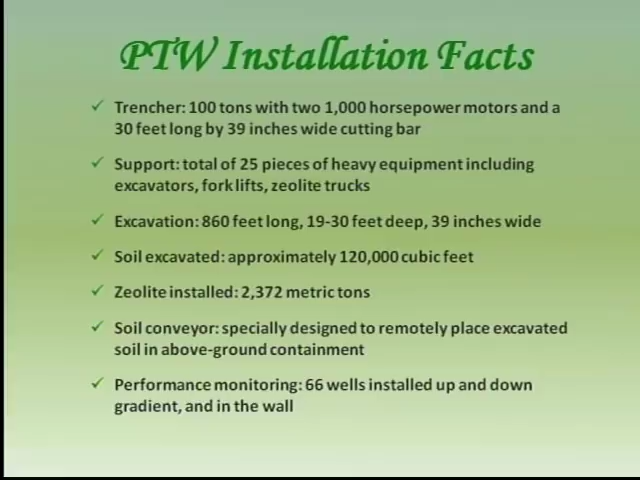 PTW Installation Facts
Trencher: 100 tons with two 1,000 horsepower motors and a
30 feet long by 39 inches wide cutting bar
Support: total of 25 pieces of heavy equipment including
excavators, fork lifts, zeolite trucks
Excavation: 860 feet long, 19-30 feet deep, 39 inches wide
Soil excavated: approximately 120,000 cubic feet
Zeolite installed: 2,372 metric tons
Soil conveyor: specially designed to remotely place excavated
soil in above-ground containment
Performance monitoring: 66 wells installed up and down
gradient, and in the wall